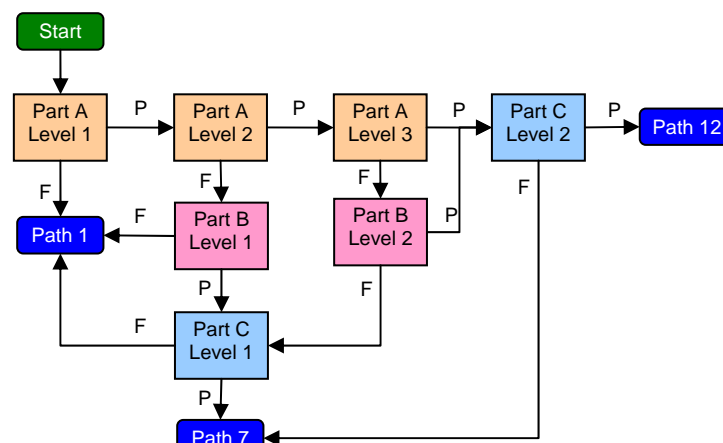 Start
Part A
Level 1
P
Part A
Level 2
P
Part A
Level 3
P
Part C
Level 2
P
Path 12
F
F
F
F
Path 1
F
Part B
Level 1
Part B
Level 2
P
P
F
F
Part C
Level 1
P
Path 7